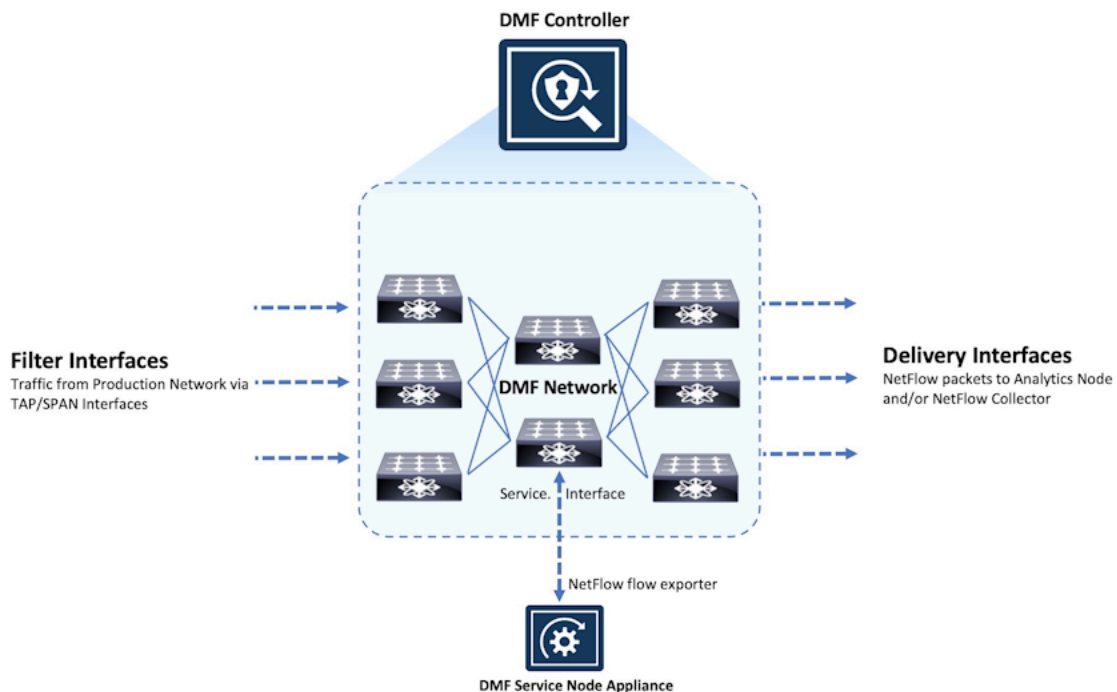 DMF Controller
Filter Interfaces
Traffic from Production Network via
TAP/SPAN Interfaces
DMF Network
Delivery Interfaces
NetFlow packets to Analytics Node
and/or NetFlow Collector
Service. Interface
NetFlow flow exporter
DMF Service Node Appliance